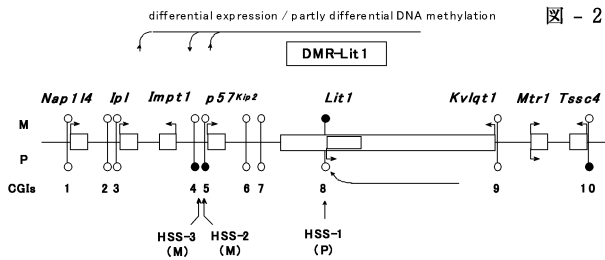 differential expression / partly differential DNA methylation
図 - 2
DMR-Lit1
Nap1l4 Ipl Impt1 p57Kip2 Lit1 Kvlqt1 Mtr1 Tssc4
M
P
CGIs 1 2 3 4 5 6 7 8 9 10
HSS-3 (M)
HSS-2 (M)
HSS-1 (P)